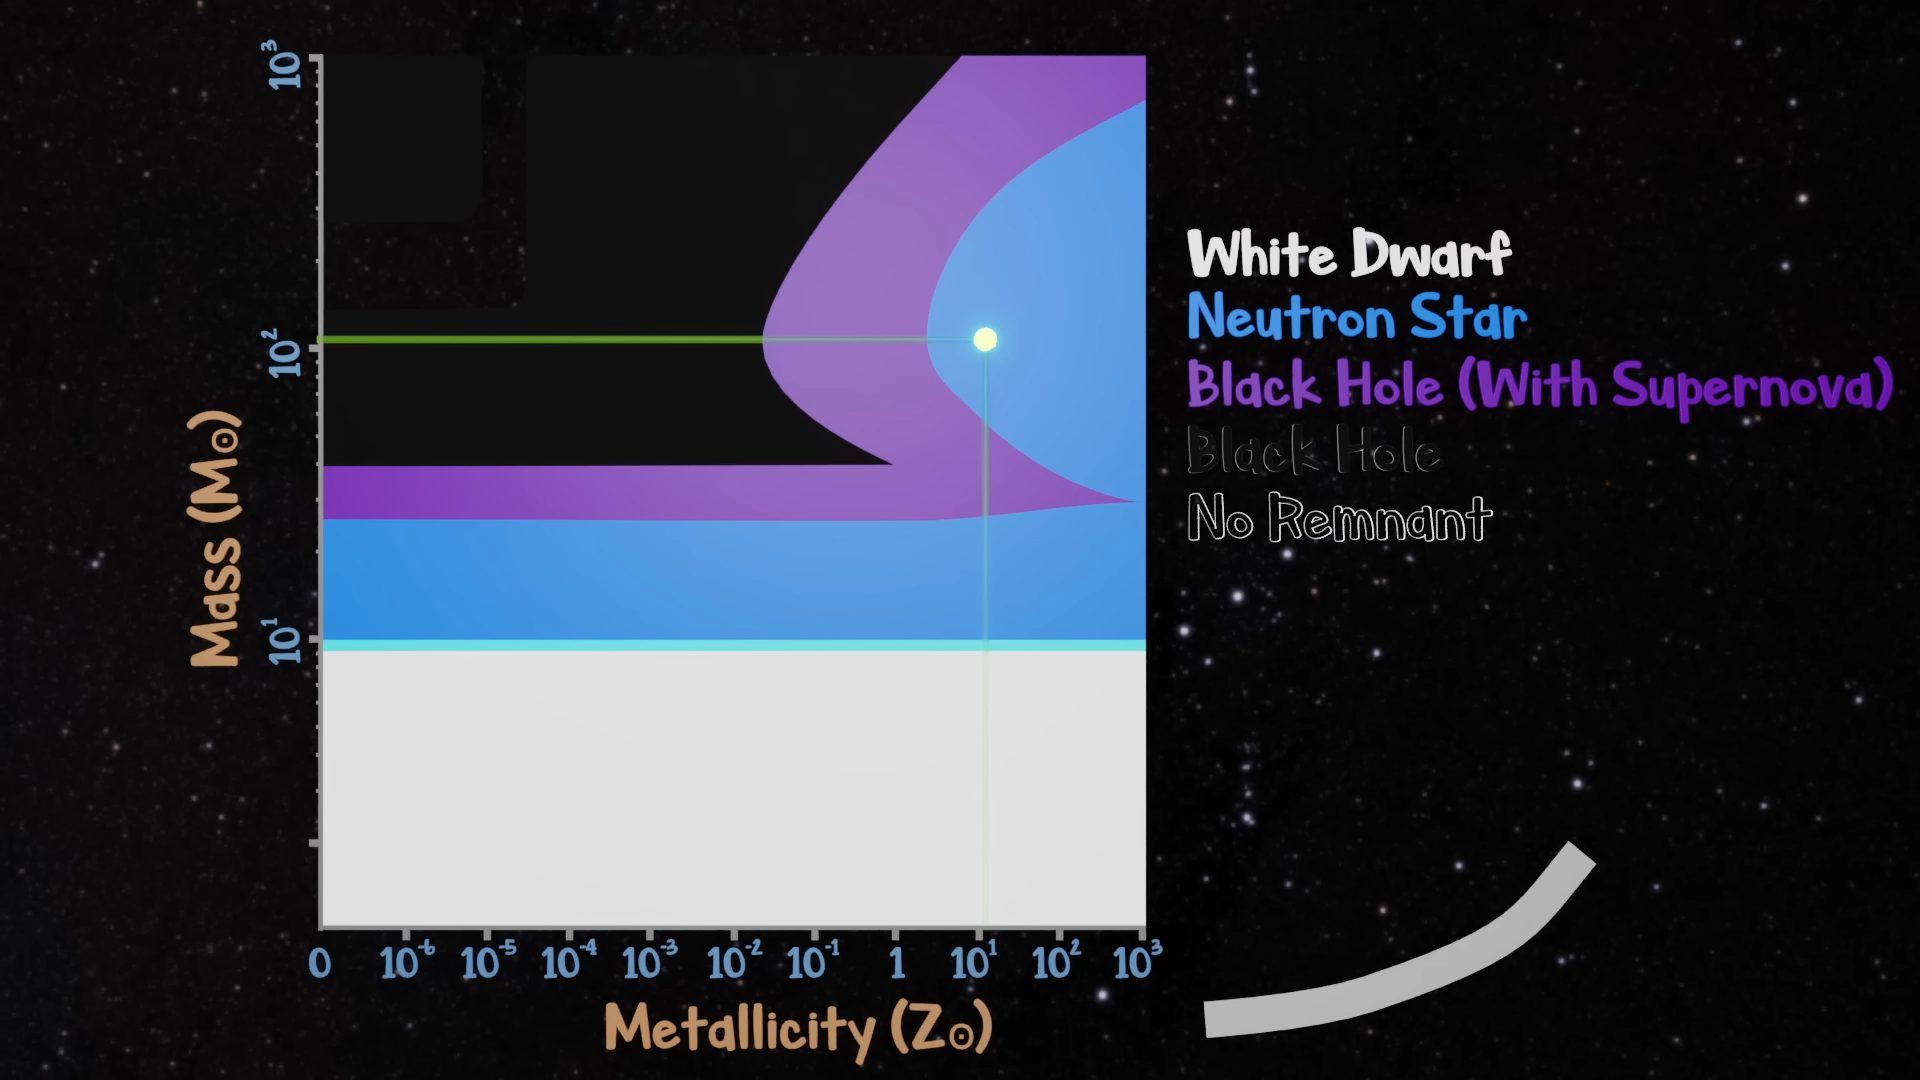 10³
10²
10¹
Mass (M☉)
0 10⁻⁶ 10⁻⁵ 10⁻⁴ 10⁻³ 10⁻² 10⁻¹ 1 10¹ 10² 10³
Metallicity (Z☉)
White Dwarf
Neutron Star
Black Hole (With Supernova)
Black Hole
No Remnant